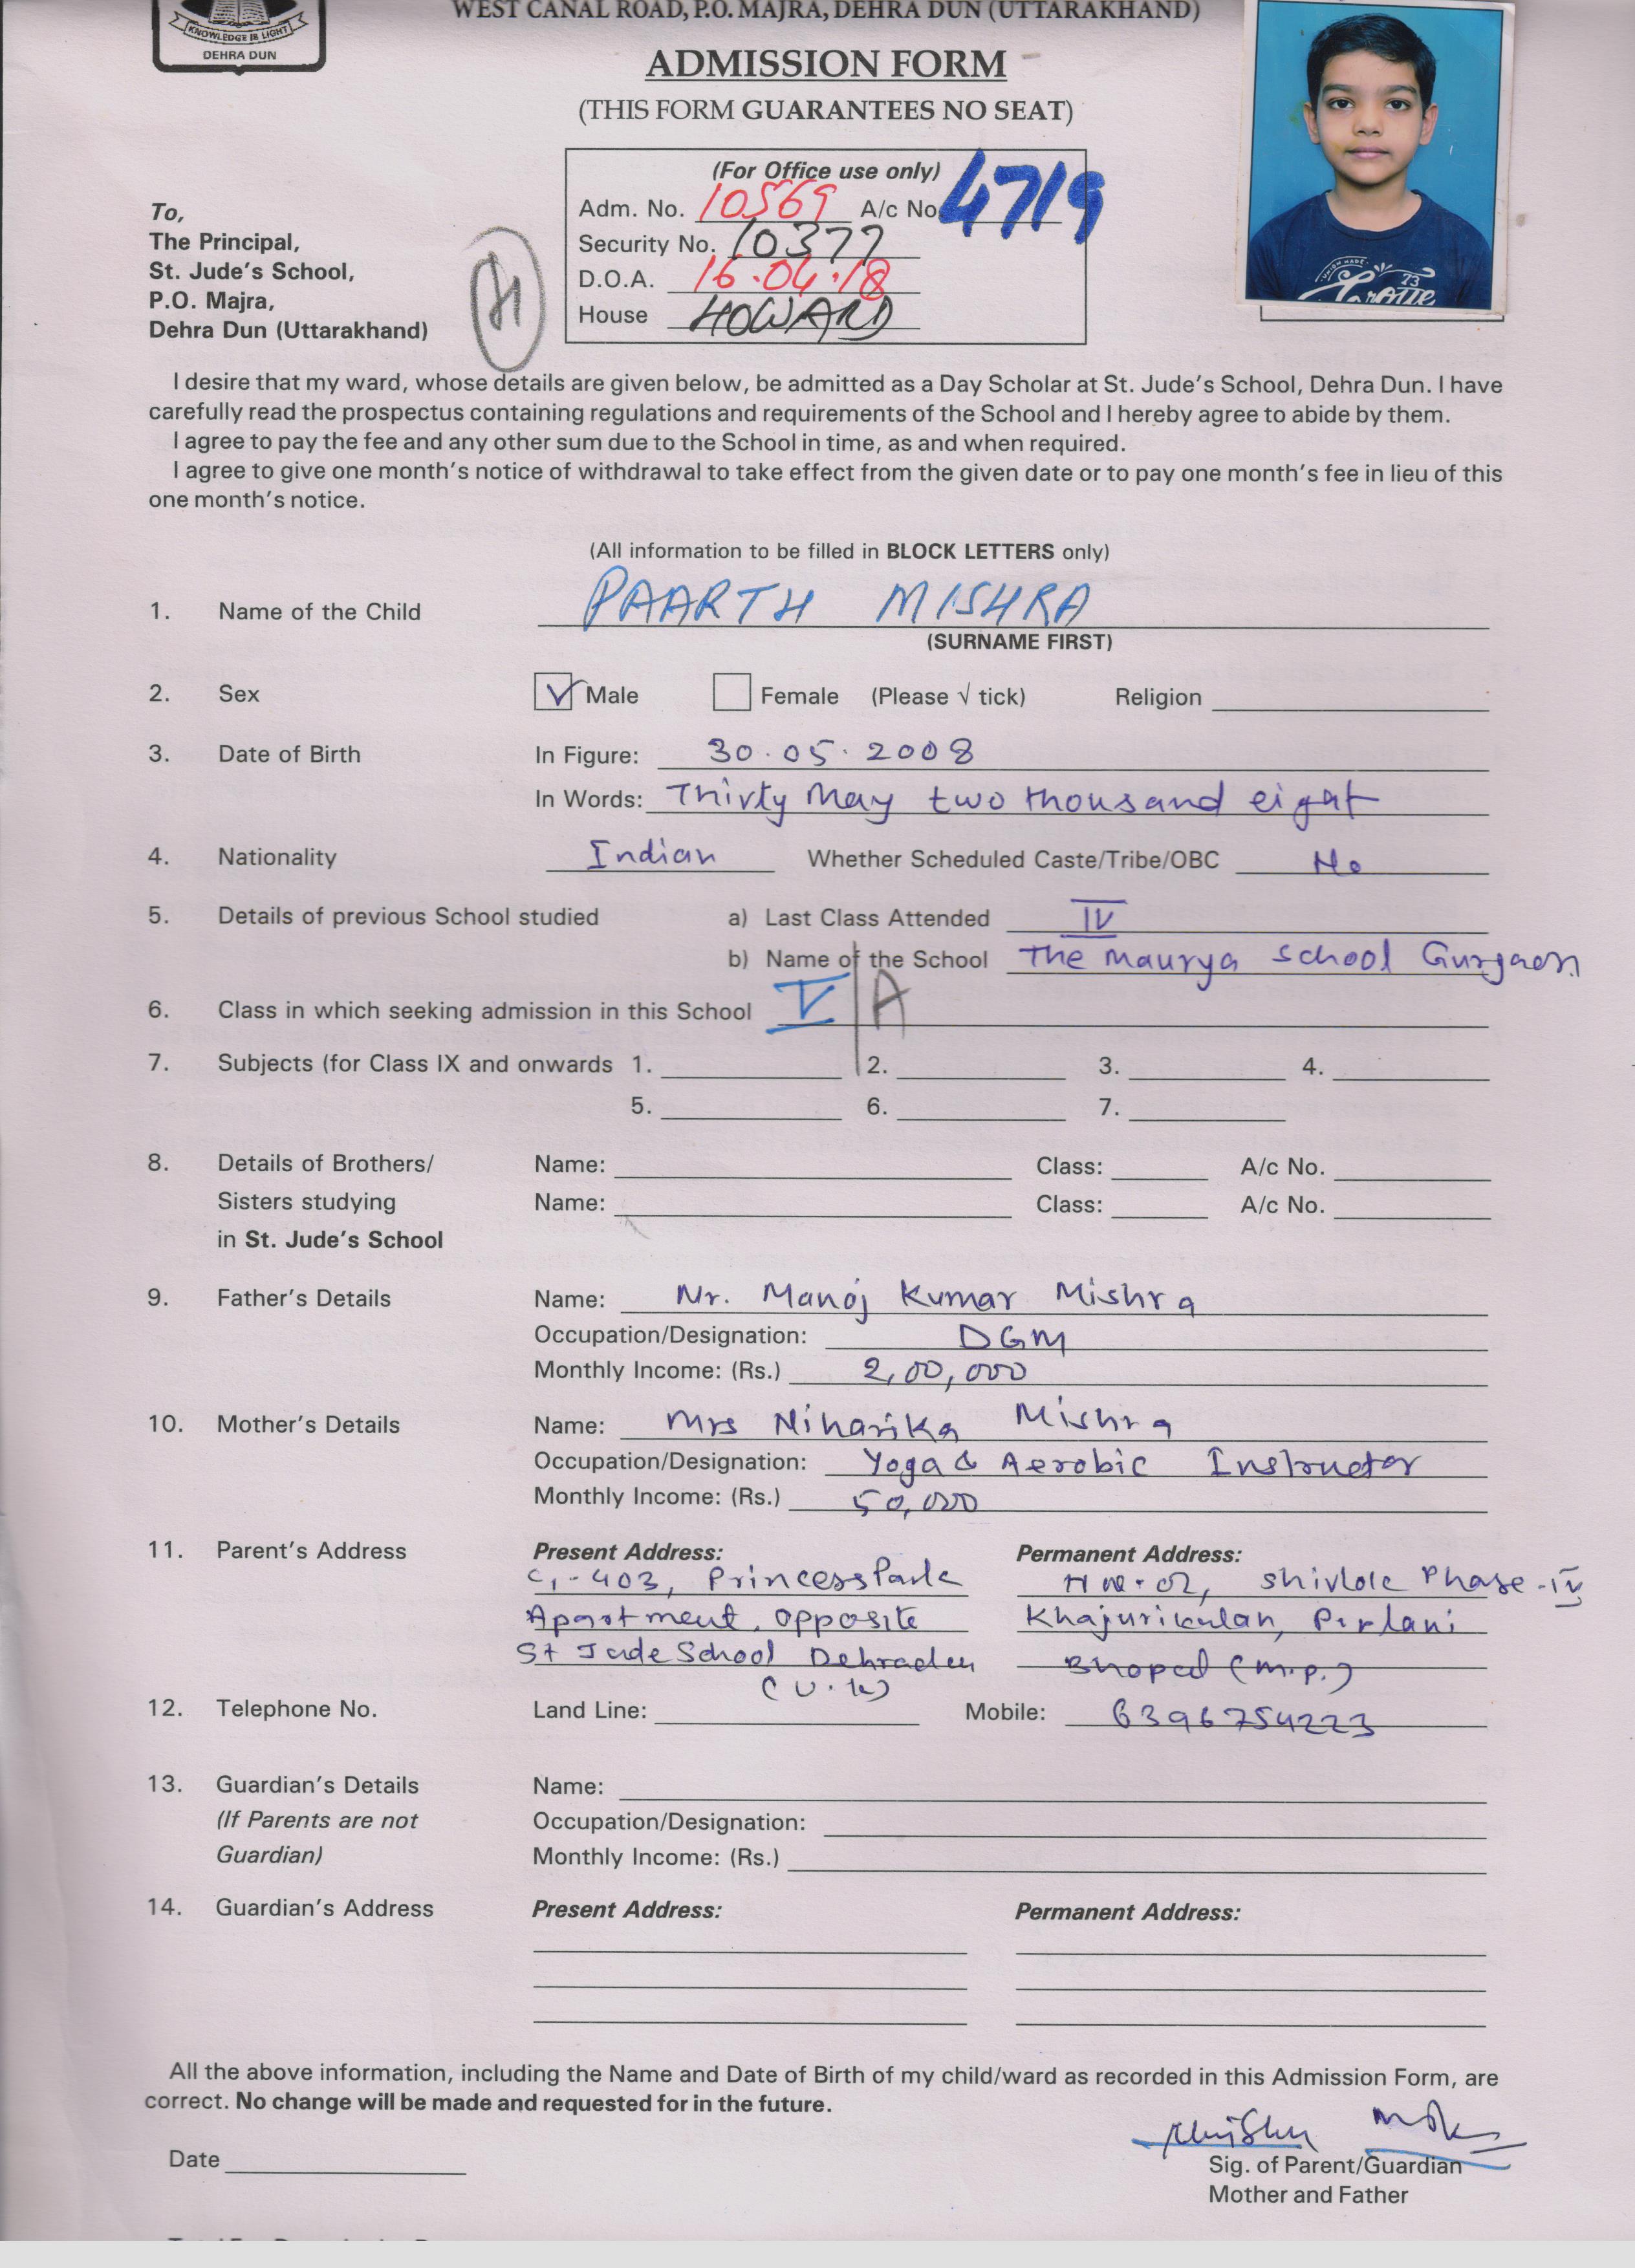 WEST CANAL ROAD, P.O. MAJRA, DEHRA DUN (UTTARAKHAND)
KNOWLEDGE IS LIGHT
DEHRA DUN
ADMISSION FORM
(THIS FORM GUARANTEES NO SEAT)
(For Office use only)
Adm. No. 10569 A/c No 4719
Security No. 10377
D.O.A. 16.04.18
House HOWARD
To,
The Principal,
St. Jude's School,
P.O. Majra,
Dehra Dun (Uttarakhand)
I desire that my ward, whose details are given below, be admitted as a Day Scholar at St. Jude's School, Dehra Dun. I have
carefully read the prospectus containing regulations and requirements of the School and I hereby agree to abide by them.
I agree to pay the fee and any other sum due to the School in time, as and when required.
I agree to give one month's notice of withdrawal to take effect from the given date or to pay one month's fee in lieu of this
one month's notice.
(All information to be filled in BLOCK LETTERS only)
1. Name of the Child PAARTH MISHRA
(SURNAME FIRST)
2. Sex Male Female (Please √ tick) Religion
3. Date of Birth In Figure: 30.05.2008
In Words: Thirty May two thousand eight
4. Nationality Indian Whether Scheduled Caste/Tribe/OBC No
5. Details of previous School studied a) Last Class Attended IV
b) Name of the School The Maurya School Gurgaon
6. Class in which seeking admission in this School V A
7. Subjects (for Class IX and onwards 1. 2. 3. 4.
5. 6. 7.
8. Details of Brothers/ Name: Class: A/c No.
Sisters studying Name: Class: A/c No.
in St. Jude's School
9. Father's Details Name: Mr. Manoj Kumar Mishra
Occupation/Designation: DGM
Monthly Income: (Rs.) 2,00,000
10. Mother's Details Name: Mrs Niharika Mishra
Occupation/Designation: Yoga & Aerobic Instructor
Monthly Income: (Rs.) 50,000
11. Parent's Address Present Address: Permanent Address:
-403, Princess Park Shivlok Phase-IV
Apartment, opposite Khajurikalan, Piplani
St Jude School Dehradun Bhopal (M.P.)
(U.K)
12. Telephone No. Land Line: Mobile: 6396754223
13. Guardian's Details Name:
(If Parents are not Occupation/Designation:
Guardian) Monthly Income: (Rs.)
14. Guardian's Address Present Address: Permanent Address:
All the above information, including the Name and Date of Birth of my child/ward as recorded in this Admission Form, are
correct. No change will be made and requested for in the future.
Date
Sig. of Parent/Guardian
Mother and Father